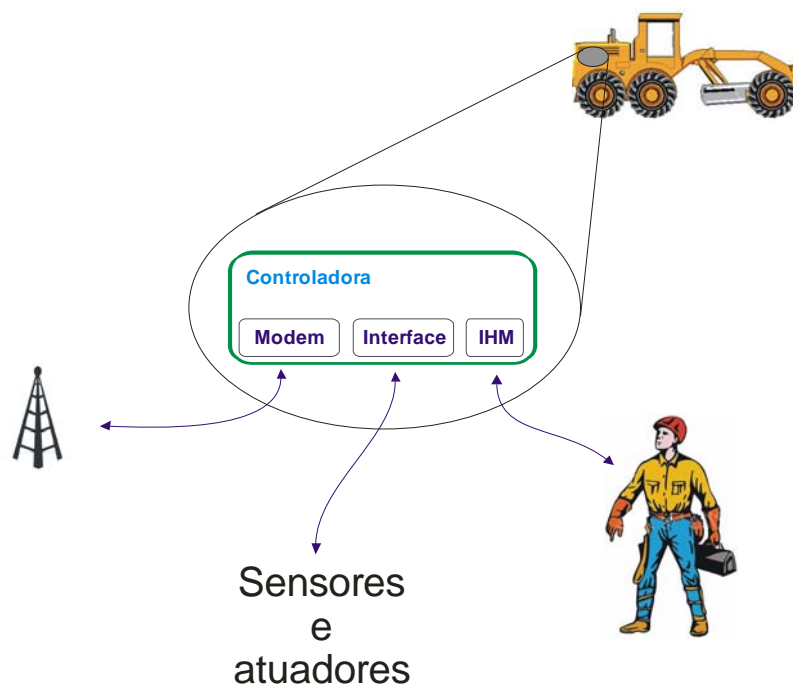 Controladora
Modem Interface IHM
Sensores
e
atuadores